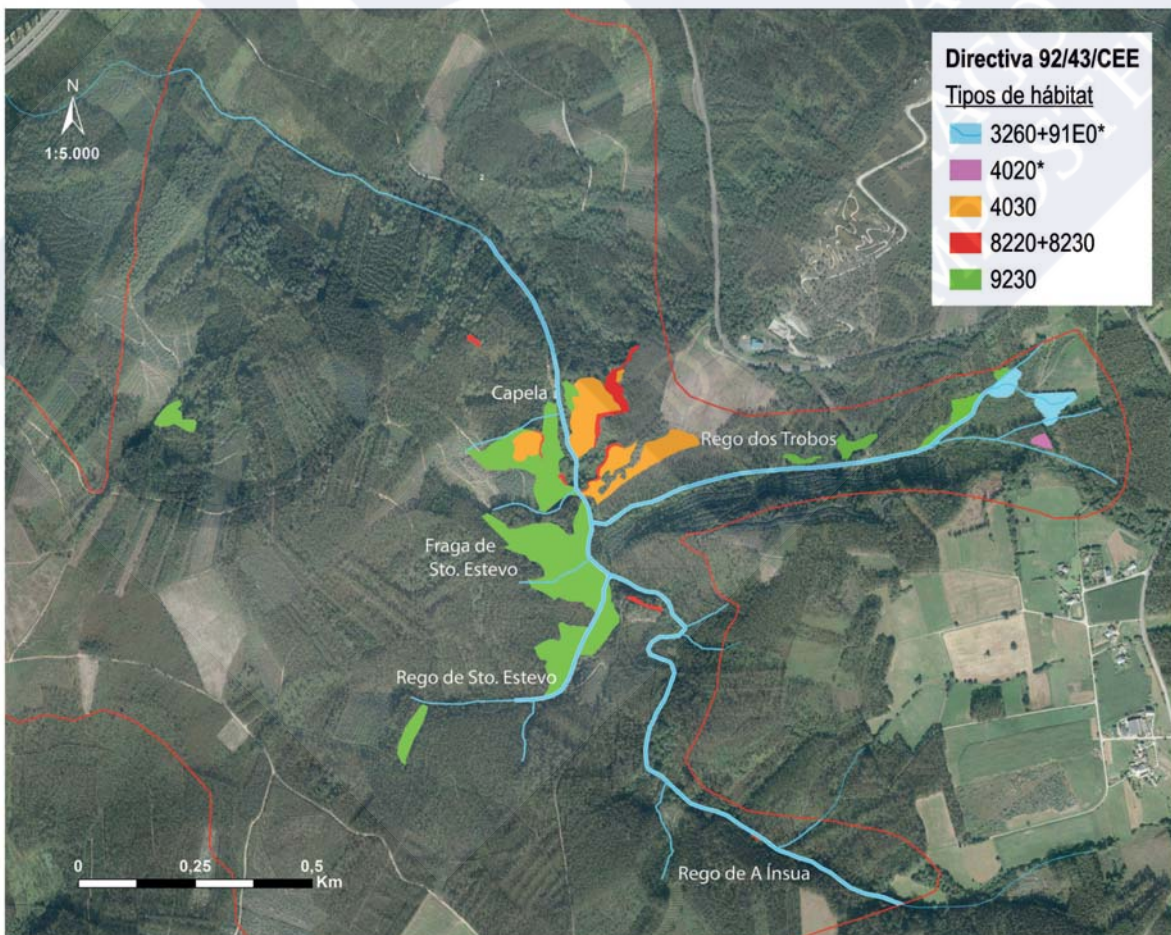 Directiva 92/43/CEE
Tipos de hábitat
3260+91E0*
4020*
4030
8220+8230
9230
N
1:5.000
1
2
Capela
Rego dos Trobos
Fraga de
Sto. Estevo
Rego de Sto. Estevo
Rego de A Ínsua
0 0,25 0,5
Km